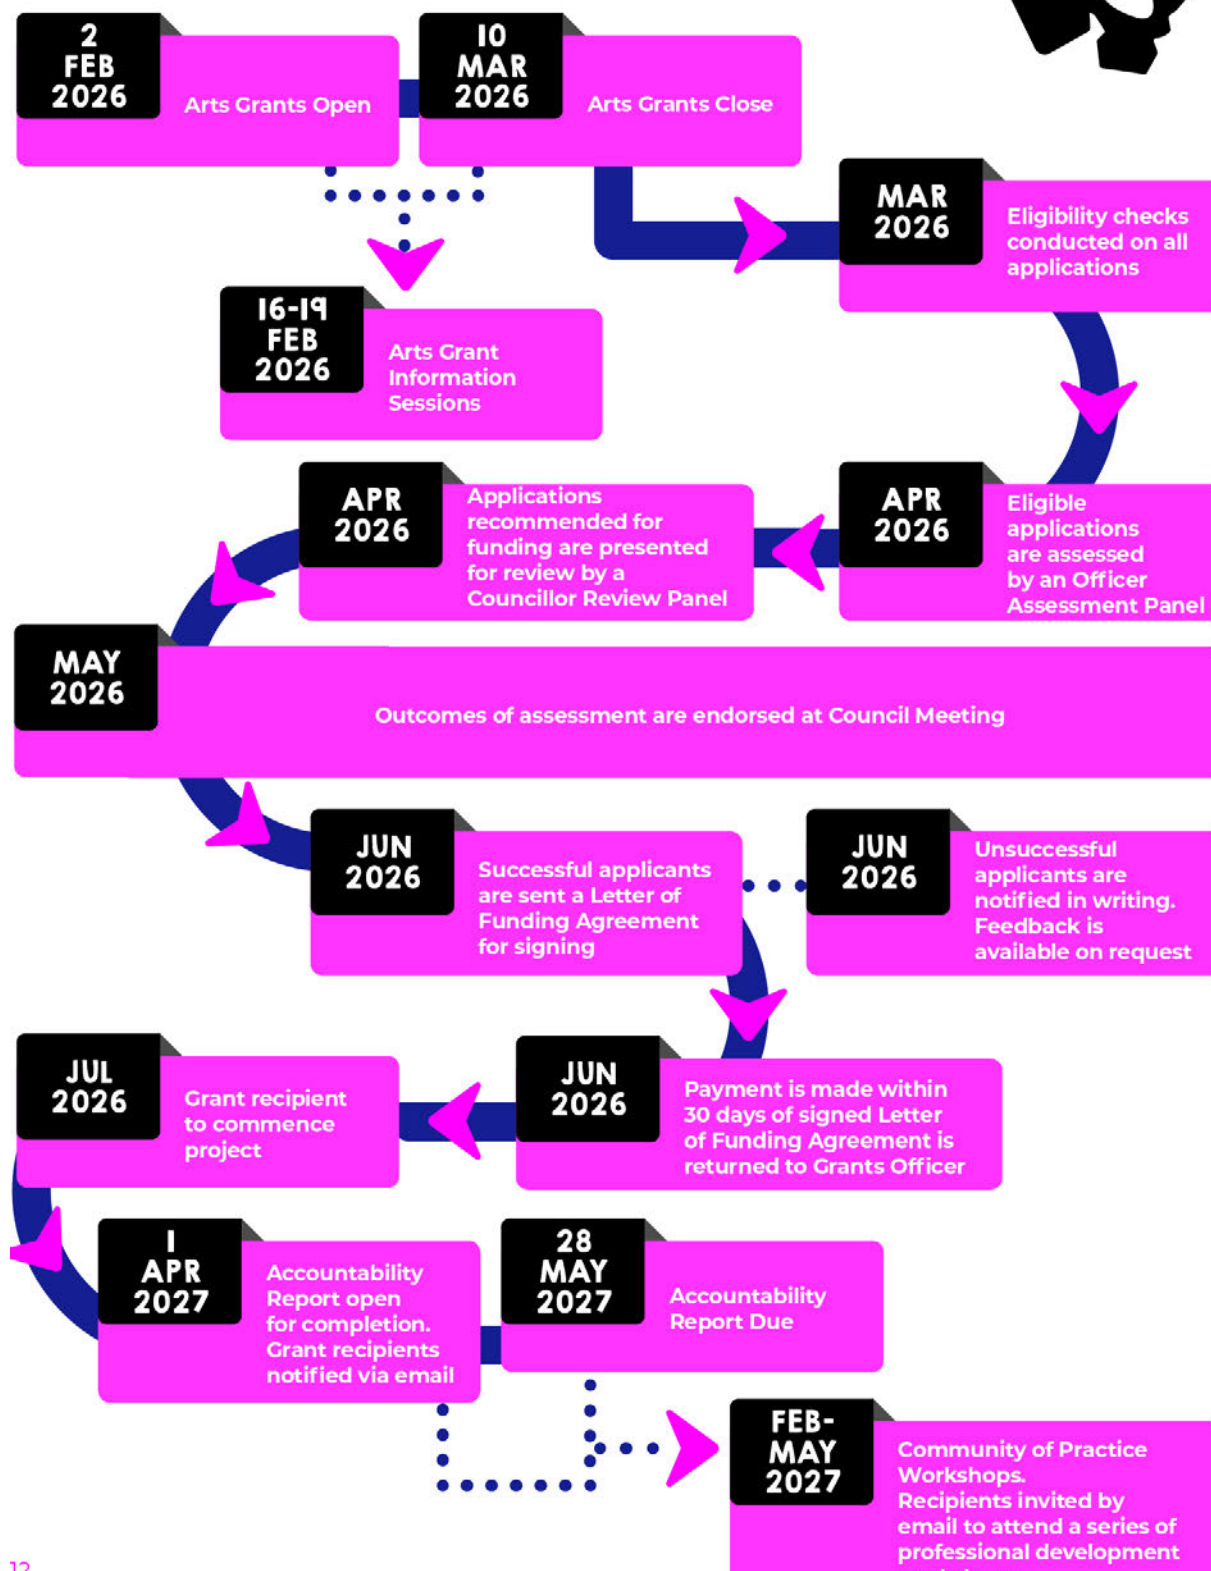 2
FEB
2026
Arts Grants Open
10
MAR
2026
Arts Grants Close
MAR
2026
Eligibility checks
conducted on all
applications
16-19
FEB
2026
Arts Grant
Information
Sessions
APR
2026
Eligible
applications
are assessed
by an Officer
Assessment Panel
APR
2026
Applications
recommended for
funding are presented
for review by a
Councillor Review Panel
MAY
2026
Outcomes of assessment are endorsed at Council Meeting
JUN
2026
Successful applicants
are sent a Letter of
Funding Agreement
for signing
JUN
2026
Unsuccessful
applicants are
notified in writing.
Feedback is
available on request
JUN
2026
Payment is made within
30 days of signed Letter
of Funding Agreement is
returned to Grants Officer
JUL
2026
Grant recipient
to commence
project
1
APR
2027
Accountability
Report open
for completion.
Grant recipients
notified via email
28
MAY
2027
Accountability
Report Due
FEB-
MAY
2027
Community of Practice
Workshops.
Recipients invited by
email to attend a series of
professional development
12